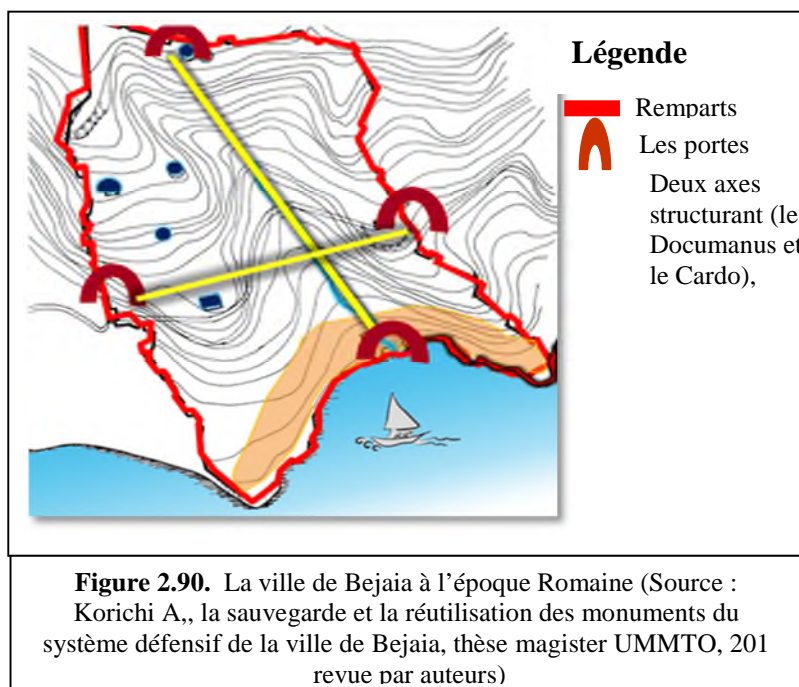 Légende
Remparts
Les portes
Deux axes
structurant (le
Documanus et
le Cardo),
Figure 2.90. La ville de Bejaia à l’époque Romaine (Source :
Korichi A,, la sauvegarde et la réutilisation des monuments du
système défensif de la ville de Bejaia, thèse magister UMMTO, 201
revue par auteurs)